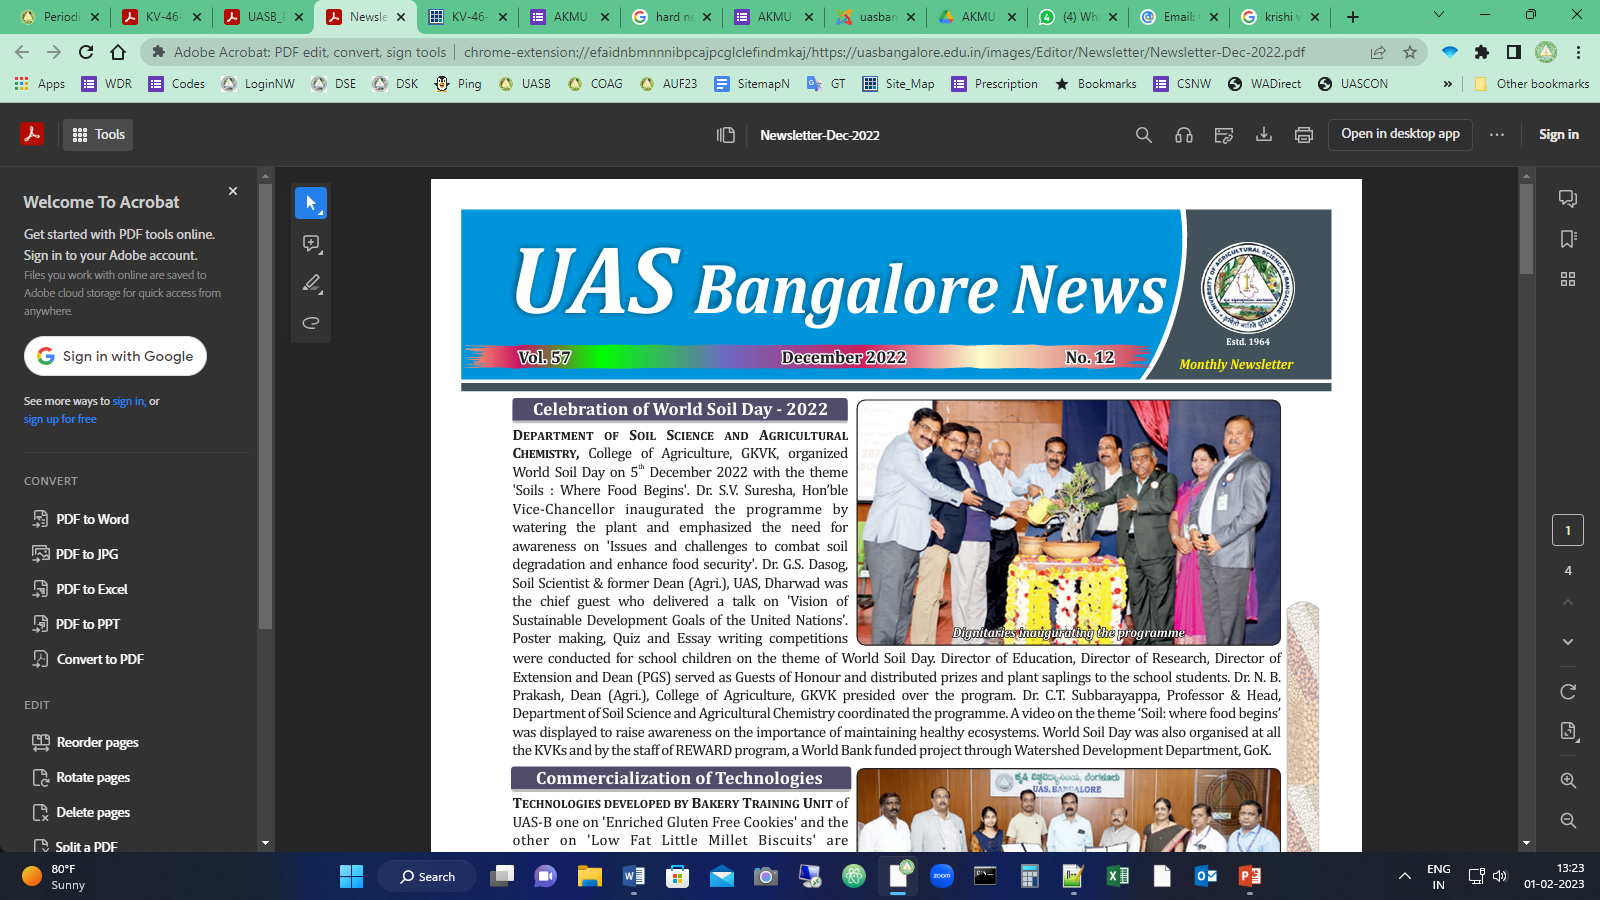 Periodi
KV-46-
UASB_F
Newsle
KV-46-
AKMU
hard ne
AKMU
uasban
AKMU
(4) Wha
Email:
krishi v
Adobe Acrobat: PDF edit, convert, sign tools
chrome-extension://efaidnbmnnnibpcajpcglclefindmkaj/https://uasbangalore.edu.in/images/Editor/Newsletter/Newsletter-Dec-2022.pdf
Apps WDR Codes LoginNW DSE DSK Ping UASB COAG AUF23 SitemapN GT Site_Map Prescription Bookmarks CSNW WADirect UASCON » Other bookmarks
Tools
Newsletter-Dec-2022
Open in desktop app
Sign in
Welcome To Acrobat
Get started with PDF tools online.
Sign in to your Adobe account.
Files you work with online are saved to
Adobe cloud storage for quick access from
anywhere.
Sign in with Google
See more ways to sign in, or
sign up for free
CONVERT
PDF to Word
PDF to JPG
PDF to Excel
PDF to PPT
Convert to PDF
EDIT
Reorder pages
Rotate pages
Delete pages
Split a PDF
UAS Bangalore News
UNIVERSITY OF AGRICULTURAL SCIENCES, BANGALORE
Estd. 1964
Monthly Newsletter
Vol. 57 December 2022 No. 12
Celebration of World Soil Day - 2022
DEPARTMENT OF SOIL SCIENCE AND AGRICULTURAL
CHEMISTRY, College of Agriculture, GKVK, organized
World Soil Day on 5th December 2022 with the theme
'Soils : Where Food Begins'. Dr. S.V. Suresha, Hon'ble
Vice-Chancellor inaugurated the programme by
watering the plant and emphasized the need for
awareness on 'Issues and challenges to combat soil
degradation and enhance food security'. Dr. G.S. Dasog,
Soil Scientist & former Dean (Agri.), UAS, Dharwad was
the chief guest who delivered a talk on 'Vision of
Sustainable Development Goals of the United Nations'.
Poster making, Quiz and Essay writing competitions
Dignitaries inaugurating the programme
were conducted for school children on the theme of World Soil Day. Director of Education, Director of Research, Director of
Extension and Dean (PGS) served as Guests of Honour and distributed prizes and plant saplings to the school students. Dr. N. B.
Prakash, Dean (Agri.), College of Agriculture, GKVK presided over the program. Dr. C.T. Subbarayappa, Professor & Head,
Department of Soil Science and Agricultural Chemistry coordinated the programme. A video on the theme ‘Soil: where food begins’
was displayed to raise awareness on the importance of maintaining healthy ecosystems. World Soil Day was also organised at all
the KVKs and by the staff of REWARD program, a World Bank funded project through Watershed Development Department, GoK.
Commercialization of Technologies
TECHNOLOGIES DEVELOPED BY BAKERY TRAINING UNIT of
UAS-B one on 'Enriched Gluten Free Cookies' and the
other on 'Low Fat Little Millet Biscuits' are
ಕೃಷಿ ವಿಶ್ವವಿದ್ಯಾನಿಲಯ, ಬೆಂಗಳೂರು
UAS, BANGALORE
1
4
80°F
Sunny
Search
zoom
ENG
IN
13:23
01-02-2023